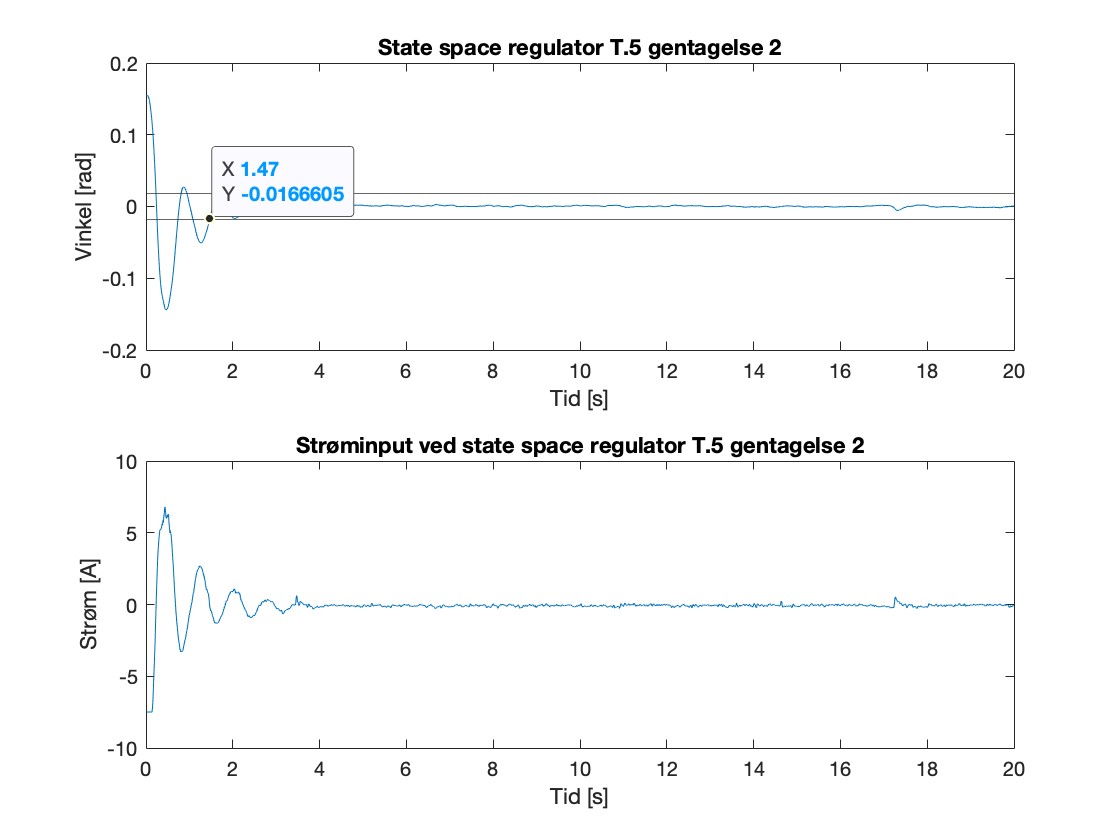 State space regulator T.5 gentagelse 2
0.2
0.1
0
-0.1
-0.2
Vinkel [rad]
X 1.47
Y -0.0166605
0 2 4 6 8 10 12 14 16 18 20
Tid [s]
Strøminput ved state space regulator T.5 gentagelse 2
10
5
0
-5
-10
Strøm [A]
0 2 4 6 8 10 12 14 16 18 20
Tid [s]